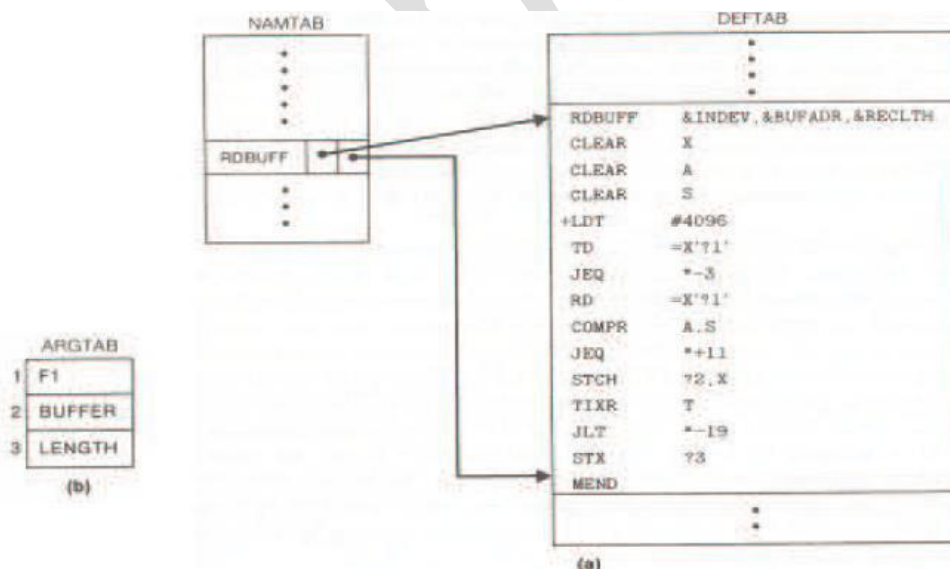 NAMTAB
RDBUFF
ARGTAB
1 F1
2 BUFFER
3 LENGTH
(b)
DEFTAB
RDBUFF &INDEV,&BUFADR,&RECLTH
CLEAR X
CLEAR A
CLEAR S
+LDT #4096
TD =X'?1'
JEQ *-3
RD =X'?1'
COMPR A.S
JEQ *+11
STCH ?2,X
TIXR T
JLT *-19
STX ?3
MEND
(a)